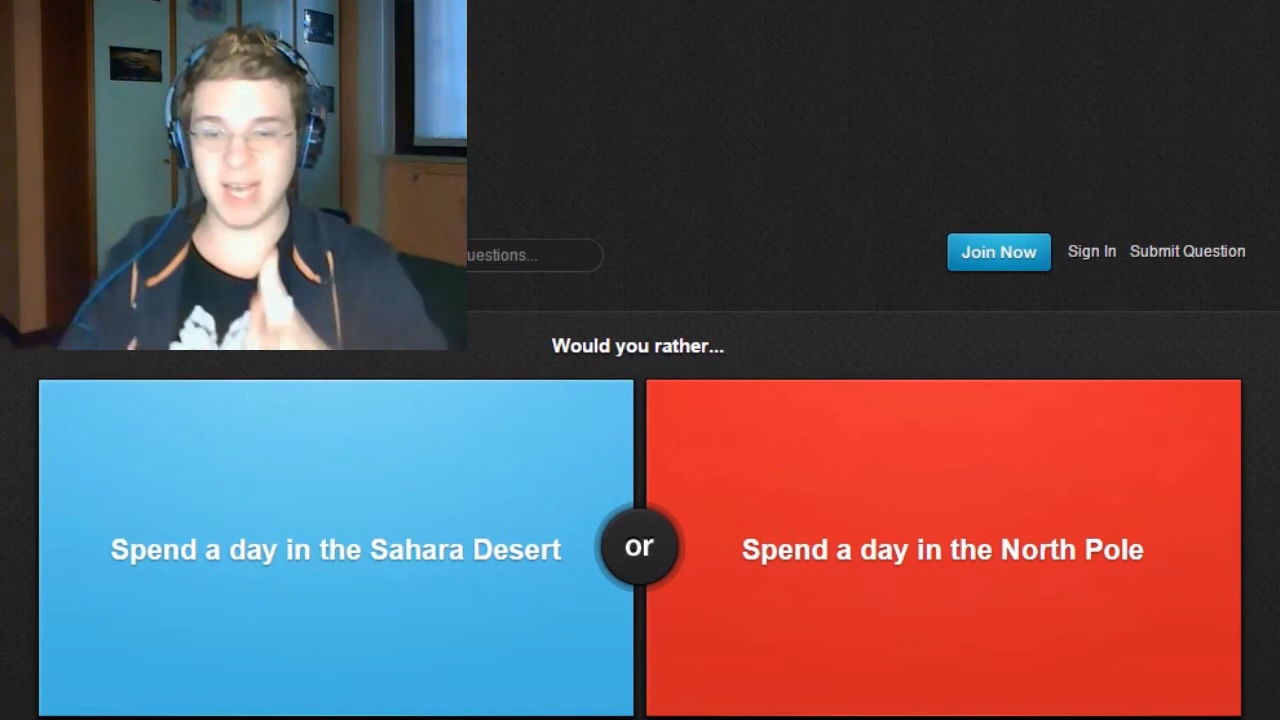 uestions...
Join Now
Sign In
Submit Question
Would you rather...
Spend a day in the Sahara Desert
or
Spend a day in the North Pole